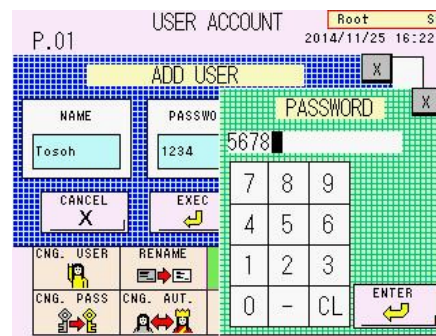 USER ACCOUNT
Root S
P.01
2014/11/25 16:22
ADD USER
X
NAME
PASSWO
Tosoh
1234
CANCEL
X
EXEC
CNG. USER
RENAME
CNG. PASS
CNG. AUT.
PASSWORD
X
5678
7 8 9
4 5 6
1 2 3
0 - CL
ENTER